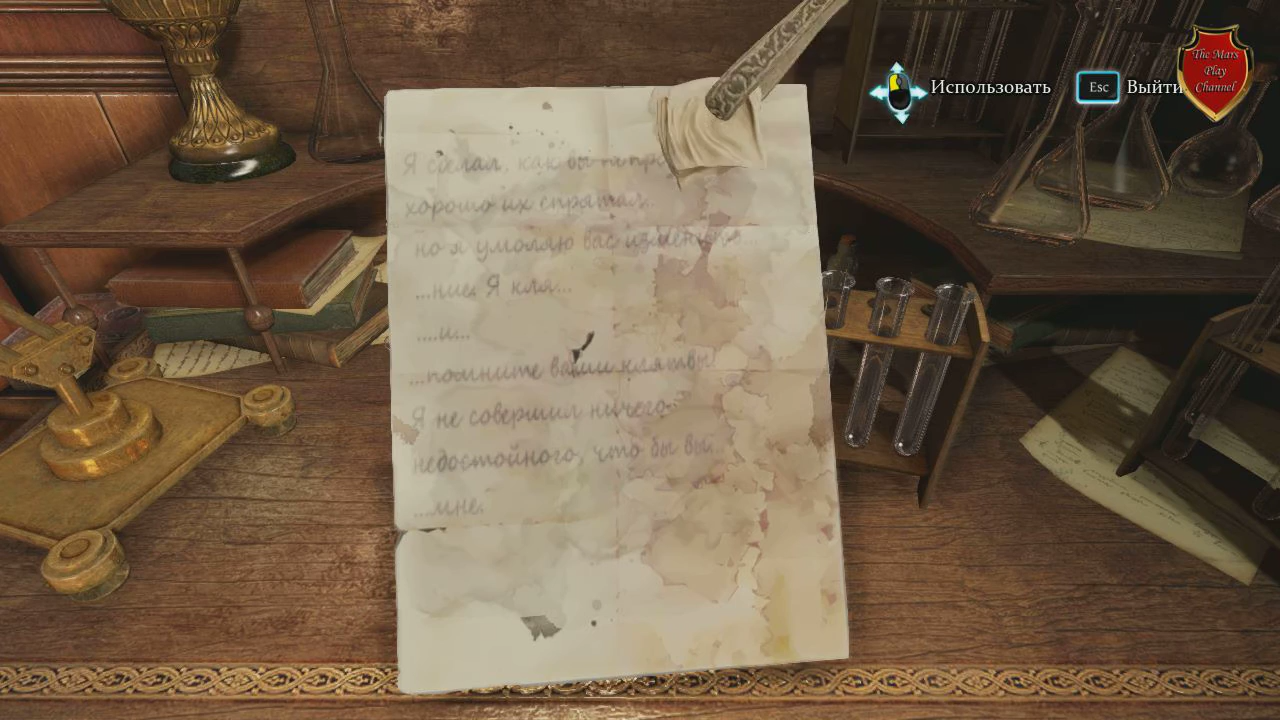 Использовать
Esc Выйти
The Mars
Play
Channel
Я сделал, как вы
хорошо их спрятал..
но я умоляю вас
...ние. Я кля...
....и...
...помните ваши клятвы
Я не совершил ничего
недостойного, что бы вы...
...мне.